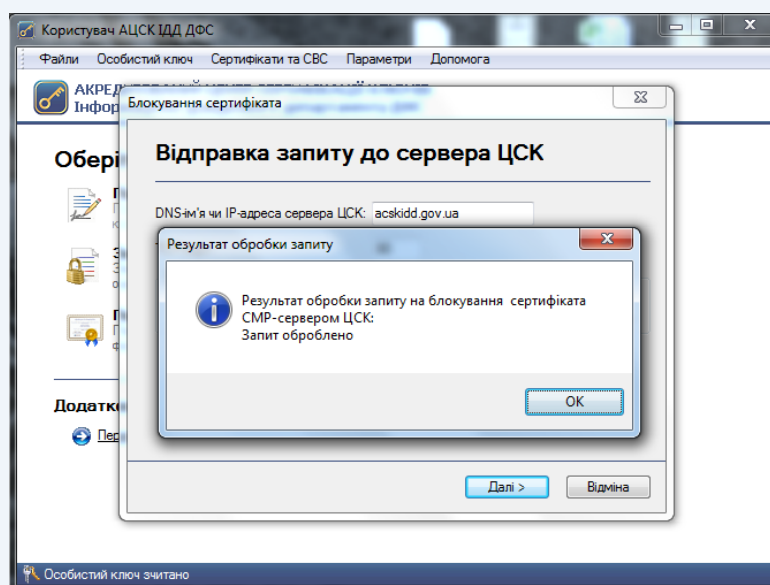 Користувач АЦСК ІДД ДФС
Файли Особистий ключ Сертифікати та СВС Параметри Допомога
Блокування сертифіката
Відправка запиту до сервера ЦСК
DNS-ім'я чи IP-адреса сервера ЦСК: acskidd.gov.ua
Результат обробки запиту
Результат обробки запиту на блокування сертифіката
CMP-сервером ЦСК:
Запит оброблено
OK
Далі > Відміна
Особистий ключ зчитано